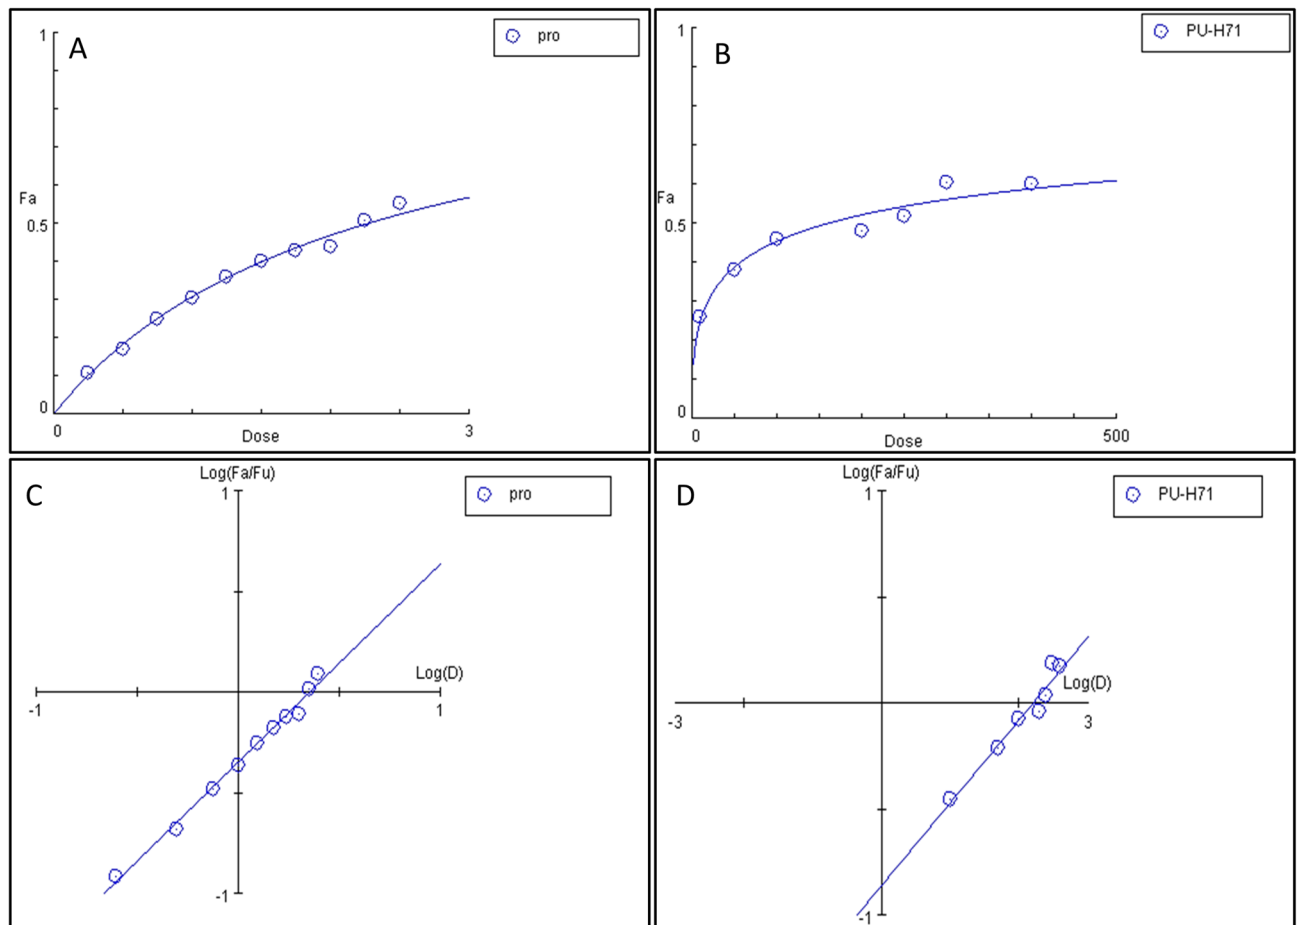 A
pro
1
Fa
0.5
0
0
Dose
3
B
PU-H71
1
Fa
0.5
0
0
Dose
500
C
Log(Fa/Fu)
pro
1
Log(D)
-1
1
-1
D
Log(Fa/Fu)
PU-H71
1
Log(D)
-3
3
-1